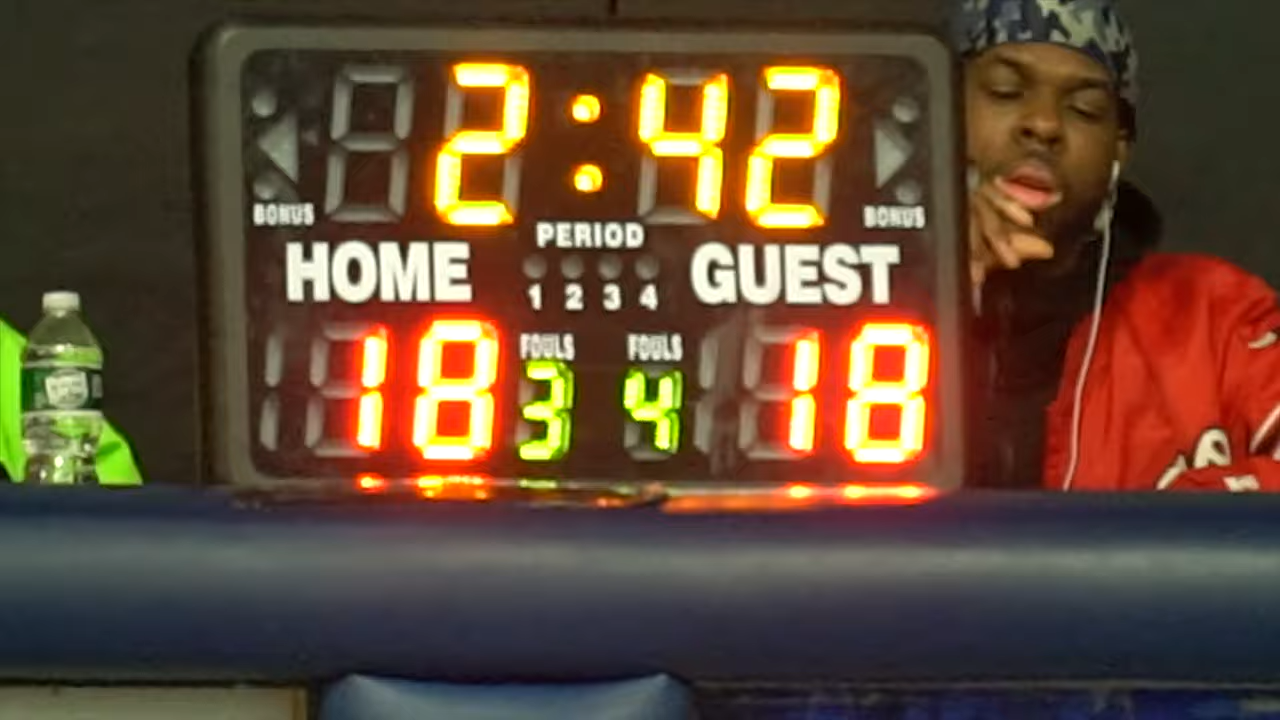 2:42
BONUS BONUS
PERIOD
HOME GUEST
1 2 3 4
FOULS FOULS
18 3 4 18